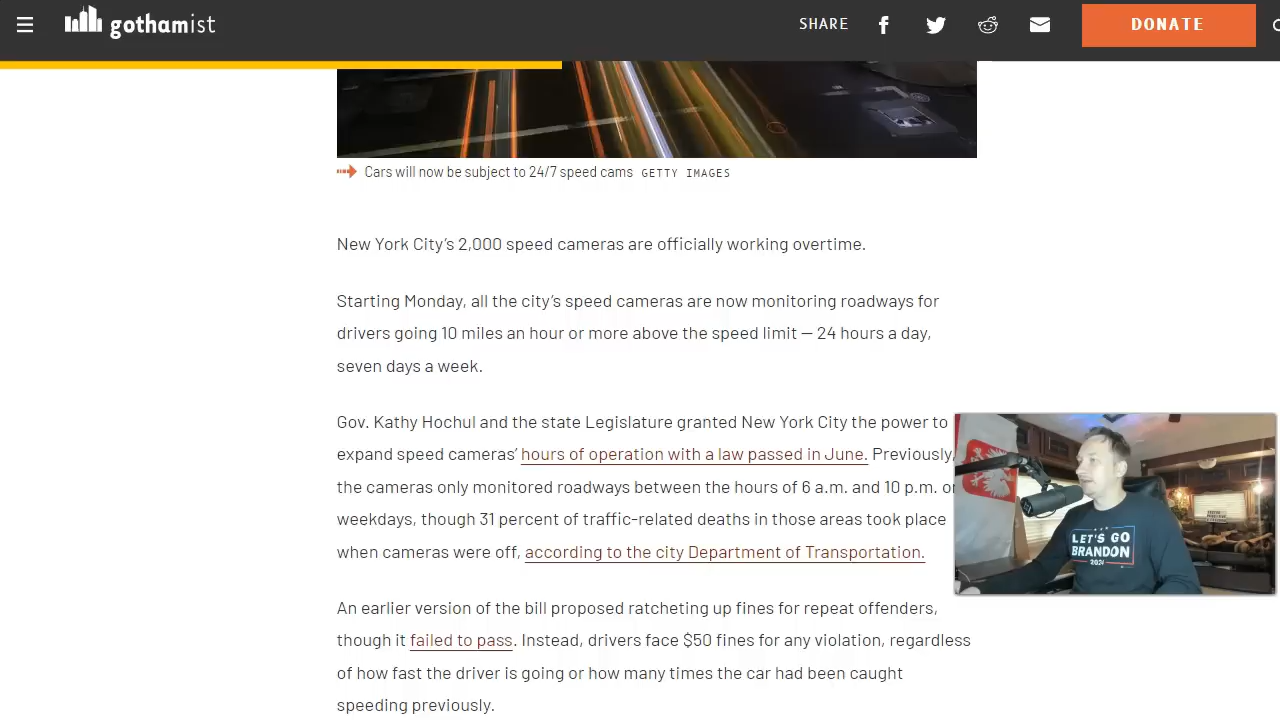 gothamist
SHARE
DONATE
Cars will now be subject to 24/7 speed cams GETTY IMAGES
New York City's 2,000 speed cameras are officially working overtime.
Starting Monday, all the city's speed cameras are now monitoring roadways for
drivers going 10 miles an hour or more above the speed limit — 24 hours a day,
seven days a week.
Gov. Kathy Hochul and the state Legislature granted New York City the power to
expand speed cameras' hours of operation with a law passed in June. Previously,
the cameras only monitored roadways between the hours of 6 a.m. and 10 p.m. on
weekdays, though 31 percent of traffic-related deaths in those areas took place
when cameras were off, according to the city Department of Transportation.
LET'S GO
BRANDON
An earlier version of the bill proposed ratcheting up fines for repeat offenders,
though it failed to pass. Instead, drivers face $50 fines for any violation, regardless
of how fast the driver is going or how many times the car had been caught
speeding previously.